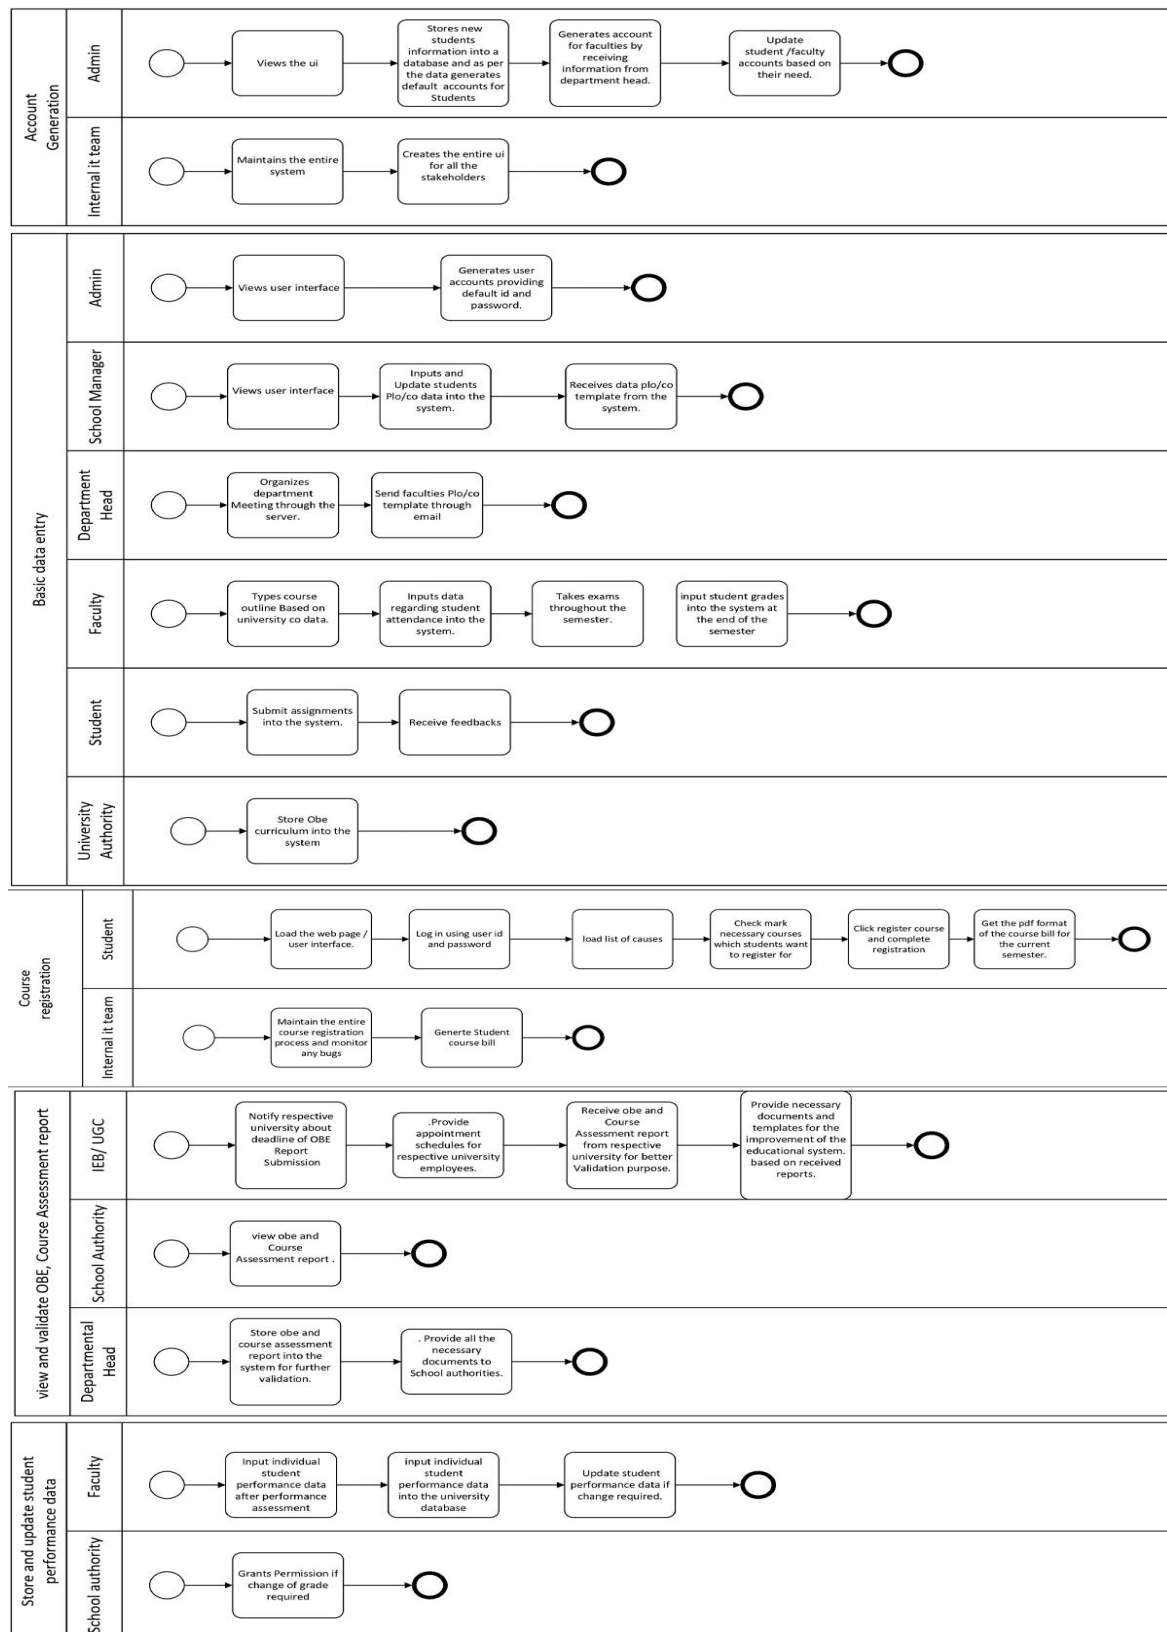 Account
Generation
Admin
Views the ui
Stores new
students
information into a
database and as per
the data generates
default accounts for
Students
Generates account
for faculties by
receiving
information from
department head.
Update
student /faculty
accounts based on
their need.
Internal it team
Maintains the entire
system
Creates the entire ui
for all the
stakeholders
Basic data entry
Admin
Views user interface
Generates user
accounts providing
default id and
password.
School Manager
Views user interface
Inputs and
Update students
Plo/co data into the
system.
Receives data plo/co
template from the
system.
Department
Head
Organizes
department
Meeting through the
server.
Send faculties Plo/co
template through
email
Faculty
Types course
outline Based on
university co data.
Inputs data
regarding student
attendance into the
system.
Takes exams
throughout the
semester.
input student grades
into the system at
the end of the
semester
Student
Submit assignments
into the system.
Receive feedbacks
University
Authority
Store Obe
curriculum into the
system
Course
registration
Student
Load the web page /
user interface.
Log in using user id
and password
load list of causes
Check mark
necessary courses
which students want
to register for
Click register course
and complete
registration
Get the pdf format
of the course bill for
the current
semester.
Internal it team
Maintain the entire
course registration
process and monitor
any bugs
Generte Student
course bill
view and validate OBE, Course Assessment report
IEB/ UGC
Notify respective
university about
deadline of OBE
Report
Submission
.Provide
appointment
schedules for
respective university
employees.
Receive obe and
Course
Assessment report
from respective
university for better
Validation purpose.
Provide necessary
documents and
templates for the
improvement of the
educational system.
based on received
reports.
School Authority
view obe and
Course
Assessment report .
Departmental
Head
Store obe and
course assessment
report into the
system for further
validation.
. Provide all the
necessary
documents to
School authorities.
Store and update student
performance data
Faculty
Input individual
student
performance data
after performance
assessment
input individual
student
performance data
into the university
database
Update student
performance data if
change required.
School authority
Grants Permission if
change of grade
required